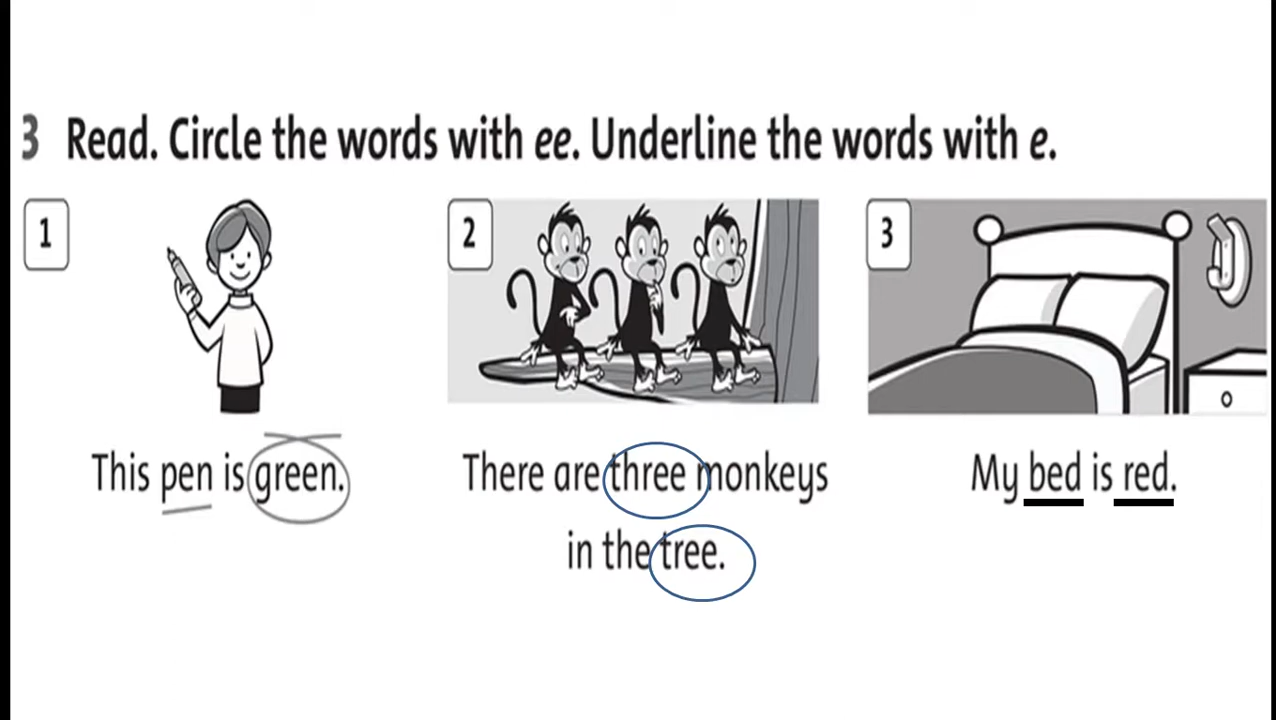 3 Read. Circle the words with ee. Underline the words with e.
1
2
3
This pen is green.
There are three monkeys
in the tree.
My bed is red.